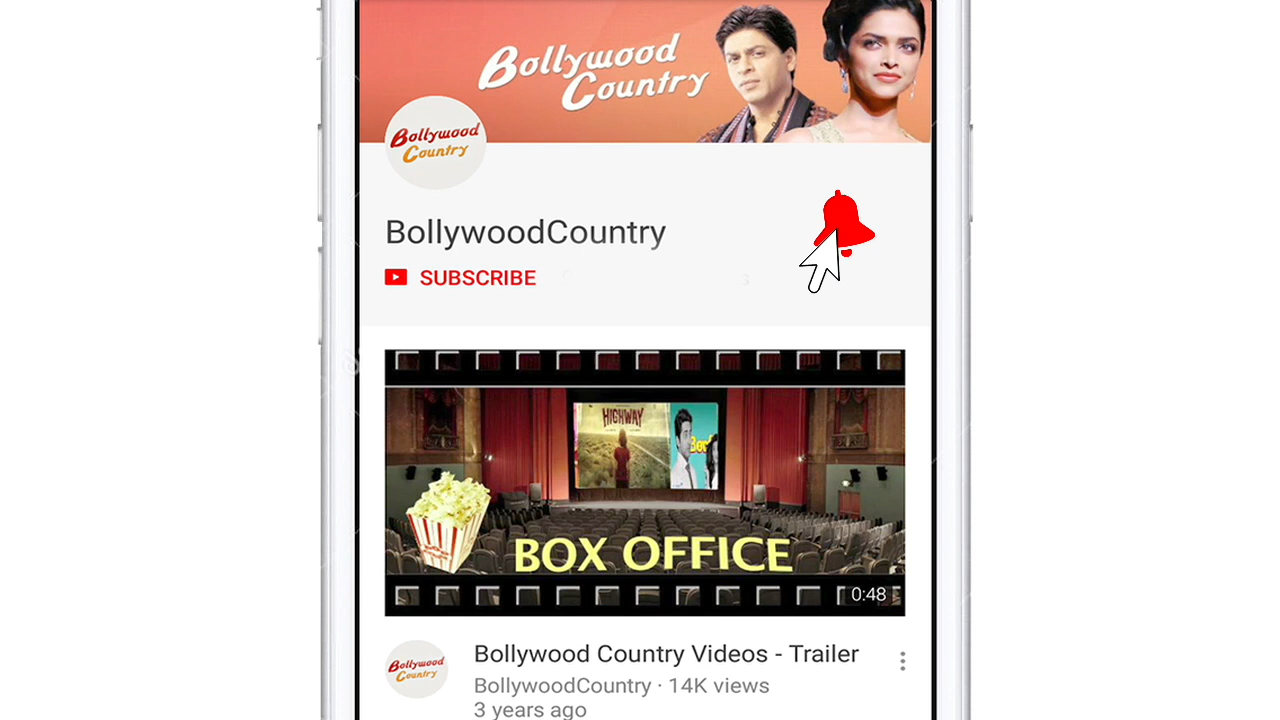 Bollywood
Country
Bollywood
Country
BollywoodCountry
SUBSCRIBE
HIGHWAY
BOX OFFICE
0:48
Bollywood
Country
Bollywood Country Videos - Trailer
BollywoodCountry · 14K views
3 years ago